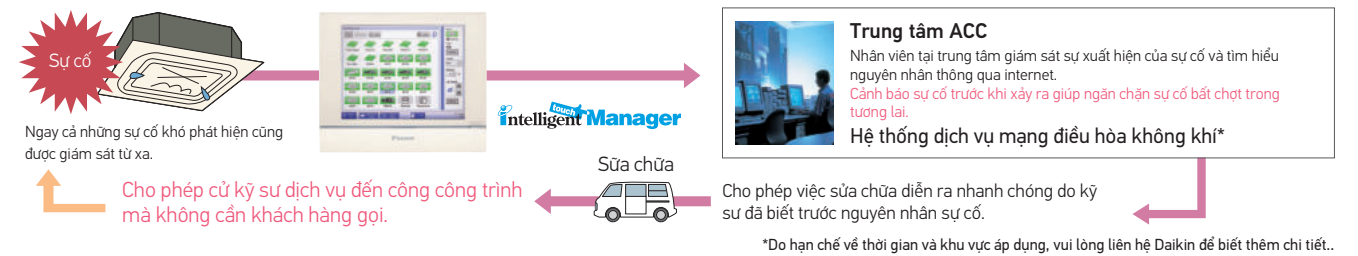 Sự cố
Ngay cả những sự cố khó phát hiện cũng
được giám sát từ xa.
intelligent touch Manager
Trung tâm ACC
Nhân viên tại trung tâm giám sát sự xuất hiện của sự cố và tìm hiểu
nguyên nhân thông qua internet.
Cảnh báo sự cố trước khi xảy ra giúp ngăn chặn sự cố bất chợt trong
tương lai.
Hệ thống dịch vụ mạng điều hòa không khí*
Cho phép việc sửa chữa diễn ra nhanh chóng do kỹ
sư đã biết trước nguyên nhân sự cố.
Sữa chữa
Cho phép cử kỹ sư dịch vụ đến công công trình
mà không cần khách hàng gọi.
*Do hạn chế về thời gian và khu vực áp dụng, vui lòng liên hệ Daikin để biết thêm chi tiết..